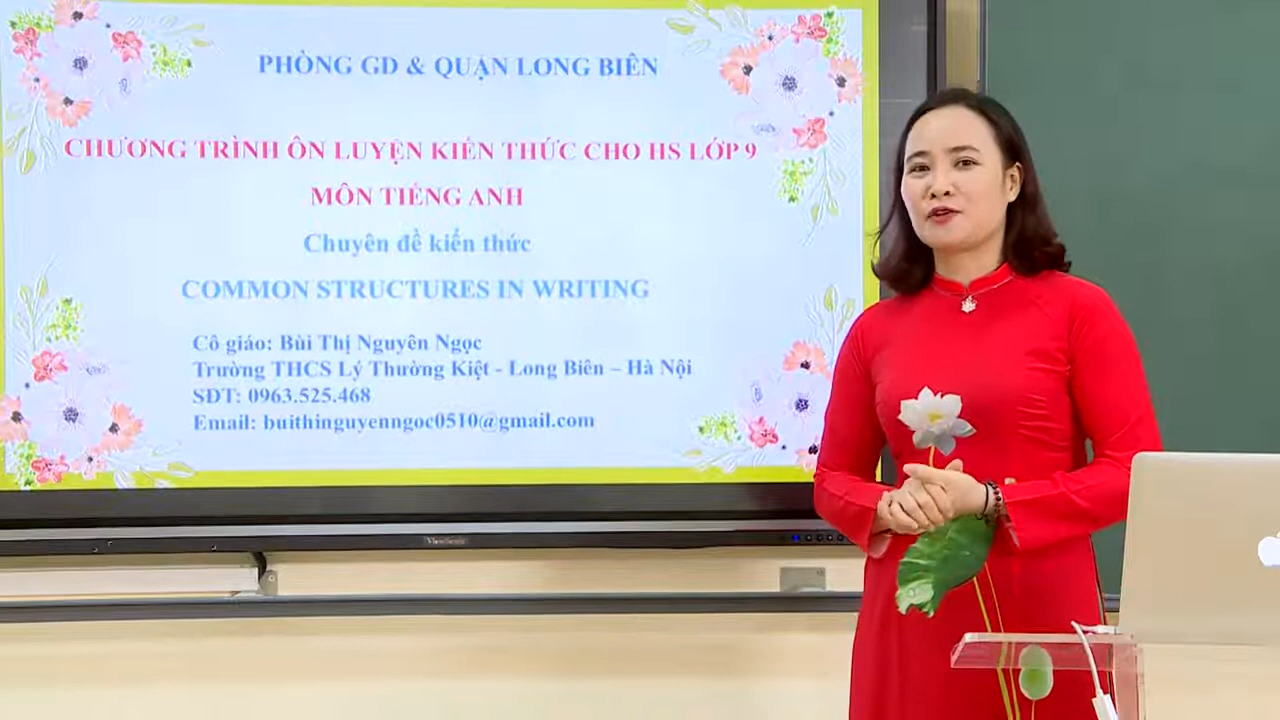 PHÒNG GD & QUẬN LONG BIÊN
CHƯƠNG TRÌNH ÔN LUYỆN KIẾN THỨC CHO HS LỚP 9
MÔN TIẾNG ANH
Chuyên đề kiến thức
COMMON STRUCTURES IN WRITING
Cô giáo: Bùi Thị Nguyên Ngọc
Trường THCS Lý Thường Kiệt - Long Biên – Hà Nội
SĐT: 0963.525.468
Email: buithinguyenngoc0510@gmail.com
ViewSonic